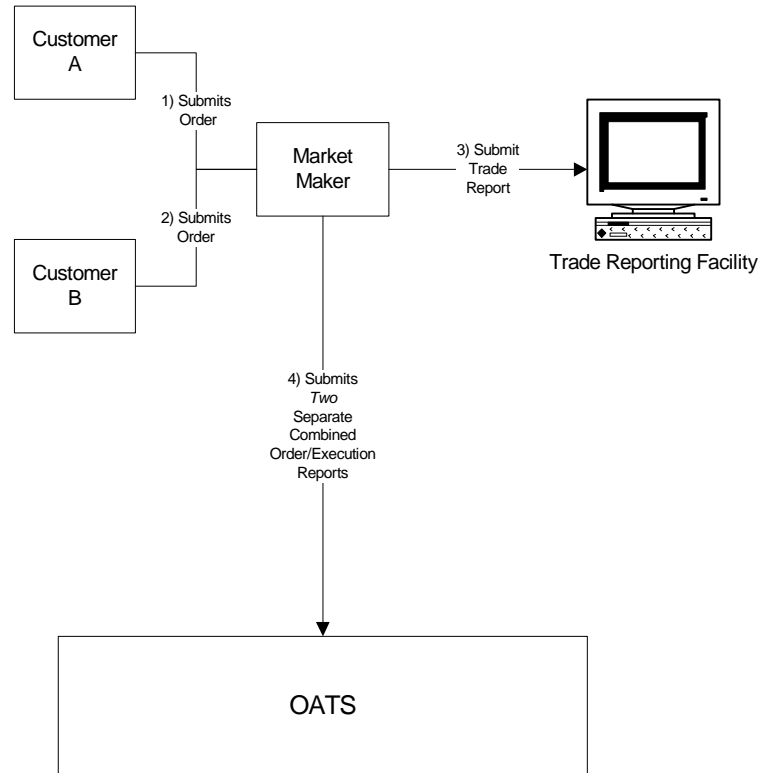 Customer
A
1) Submits
Order
Market
Maker
3) Submit
Trade
Report
Trade Reporting Facility
2) Submits
Order
Customer
B
4) Submits
Two
Separate
Combined
Order/Execution
Reports
OATS